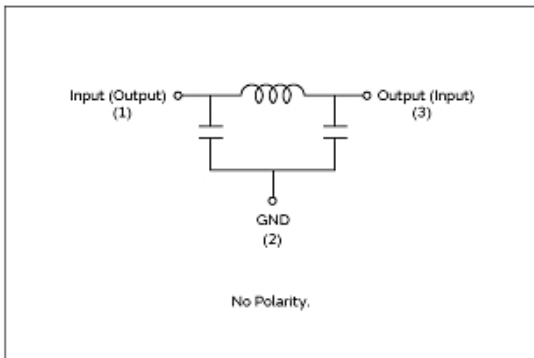 Input (Output)
(1)
Output (Input)
(3)
GND
(2)
No Polarity.